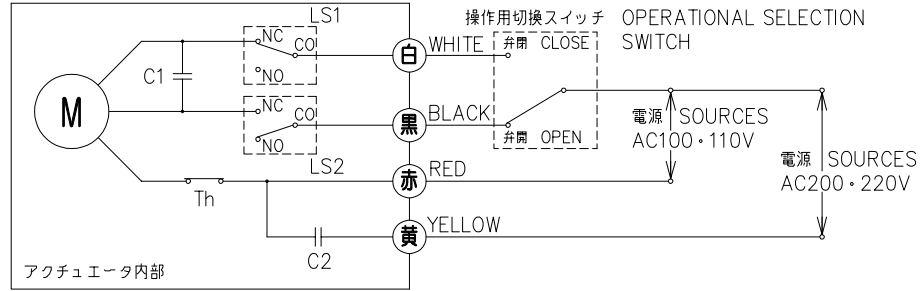 LS1
操作用切換スイッチ OPERATIONAL SELECTION
SWITCH
NC
CO
NO
白
WHITE
弁閉 CLOSE
C1
M
NC
CO
NO
黒
BLACK
弁開 OPEN
電源 SOURCES
AC100・110V
LS2
赤
RED
電源 SOURCES
AC200・220V
Th
黄
YELLOW
C2
アクチュエータ内部